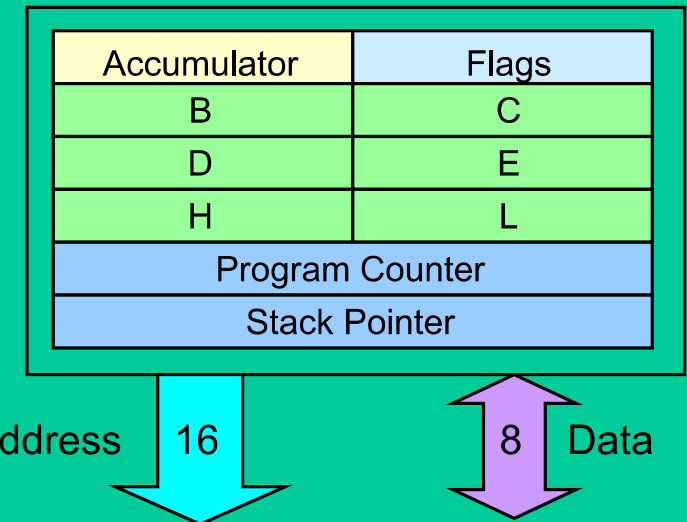 Accumulator Flags
B C
D E
H L
Program Counter
Stack Pointer
ddress 16 8 Data